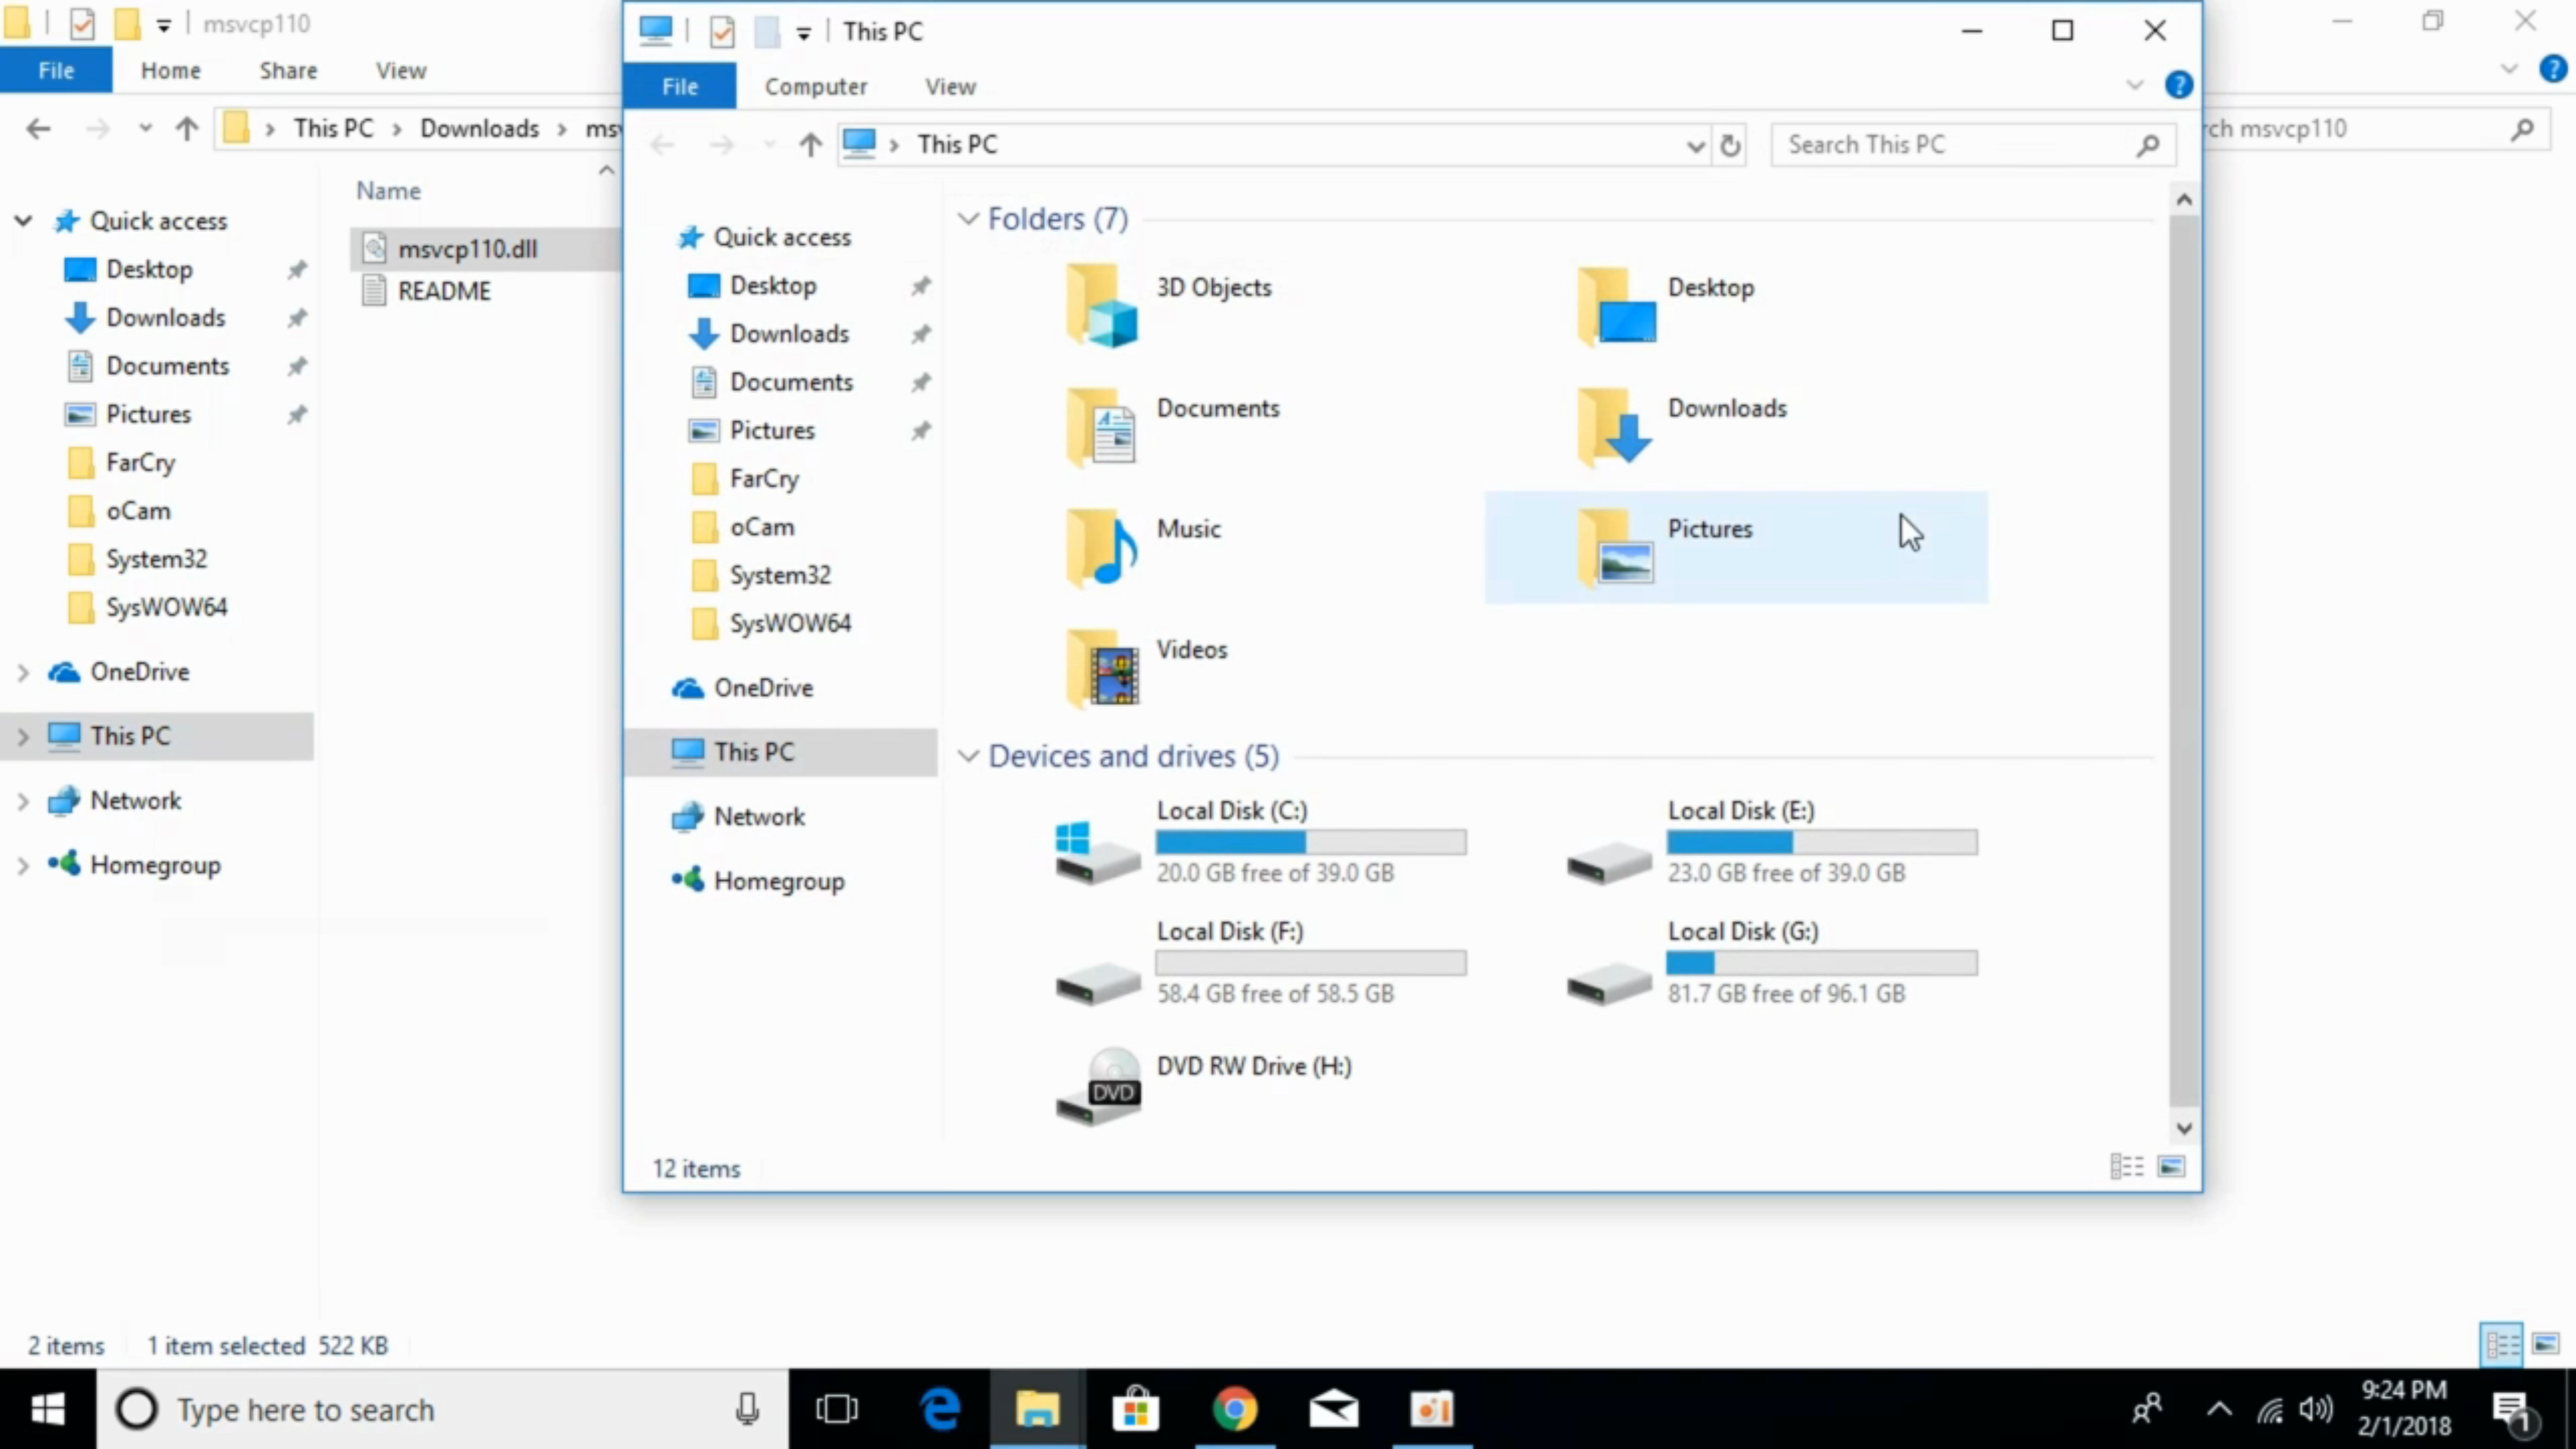 msvcp110
File Home Share View
This PC Downloads
rch msvcp110
Quick access
Desktop
Downloads
Documents
Pictures
FarCry
oCam
System32
SysWOW64
OneDrive
This PC
Network
Homegroup
Name
msvcp110.dll
README
2 items 1 item selected 522 KB
This PC
File Computer View
This PC
Search This PC
Quick access
Desktop
Downloads
Documents
Pictures
FarCry
oCam
System32
SysWOW64
OneDrive
This PC
Network
Homegroup
Folders (7)
3D Objects
Desktop
Documents
Downloads
Music
Pictures
Videos
Devices and drives (5)
Local Disk (C:)
20.0 GB free of 39.0 GB
Local Disk (E:)
23.0 GB free of 39.0 GB
Local Disk (F:)
58.4 GB free of 58.5 GB
Local Disk (G:)
81.7 GB free of 96.1 GB
DVD
DVD RW Drive (H:)
12 items
Type here to search
9:24 PM
2/1/2018
1